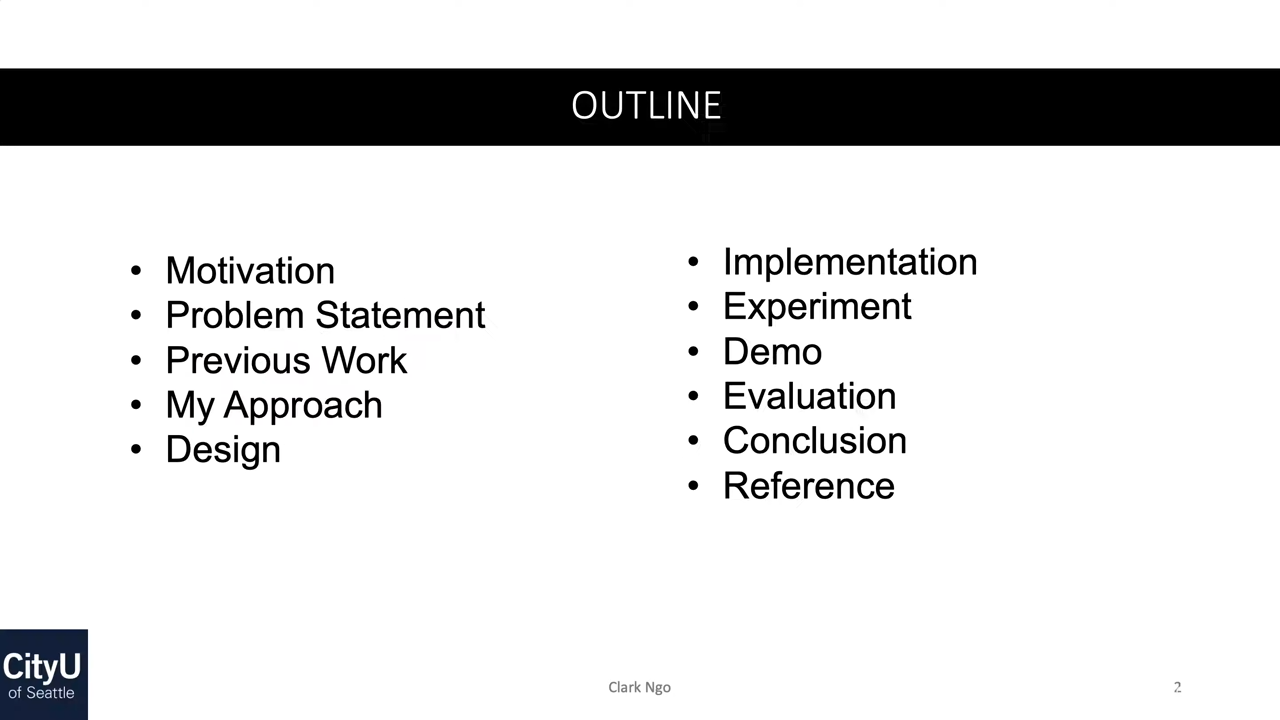 OUTLINE
• Motivation
• Problem Statement
• Previous Work
• My Approach
• Design
• Implementation
• Experiment
• Demo
• Evaluation
• Conclusion
• Reference
CityU
of Seattle
Clark Ngo
2